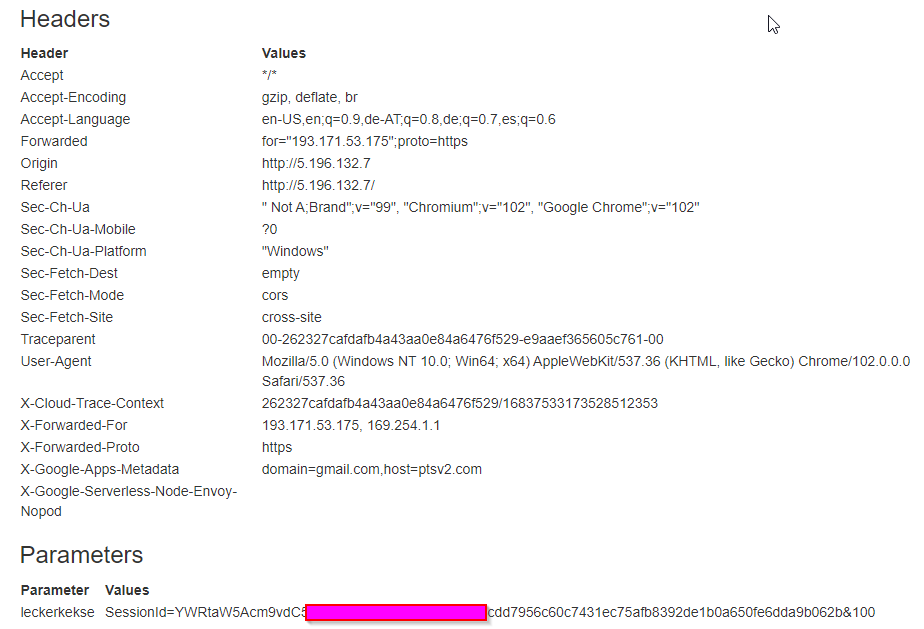 Headers
Header Values
Accept */*
Accept-Encoding gzip, deflate, br
Accept-Language en-US,en;q=0.9,de-AT;q=0.8,de;q=0.7,es;q=0.6
Forwarded for="193.171.53.175";proto=https
Origin http://5.196.132.7
Referer http://5.196.132.7/
Sec-Ch-Ua " Not A;Brand";v="99", "Chromium";v="102", "Google Chrome";v="102"
Sec-Ch-Ua-Mobile ?0
Sec-Ch-Ua-Platform "Windows"
Sec-Fetch-Dest empty
Sec-Fetch-Mode cors
Sec-Fetch-Site cross-site
Traceparent 00-262327cafdafb4a43aa0e84a6476f529-e9aaef365605c761-00
User-Agent Mozilla/5.0 (Windows NT 10.0; Win64; x64) AppleWebKit/537.36 (KHTML, like Gecko) Chrome/102.0.0.0
Safari/537.36
X-Cloud-Trace-Context 262327cafdafb4a43aa0e84a6476f529/16837533173528512353
X-Forwarded-For 193.171.53.175, 169.254.1.1
X-Forwarded-Proto https
X-Google-Apps-Metadata domain=gmail.com,host=ptsv2.com
X-Google-Serverless-Node-Envoy-
Nopod
Parameters
Parameter Values
leckerkekse SessionId=YWRtaW5Acm9vdC5 cdd7956c60c7431ec75afb8392de1b0a650fe6dda9b062b&100